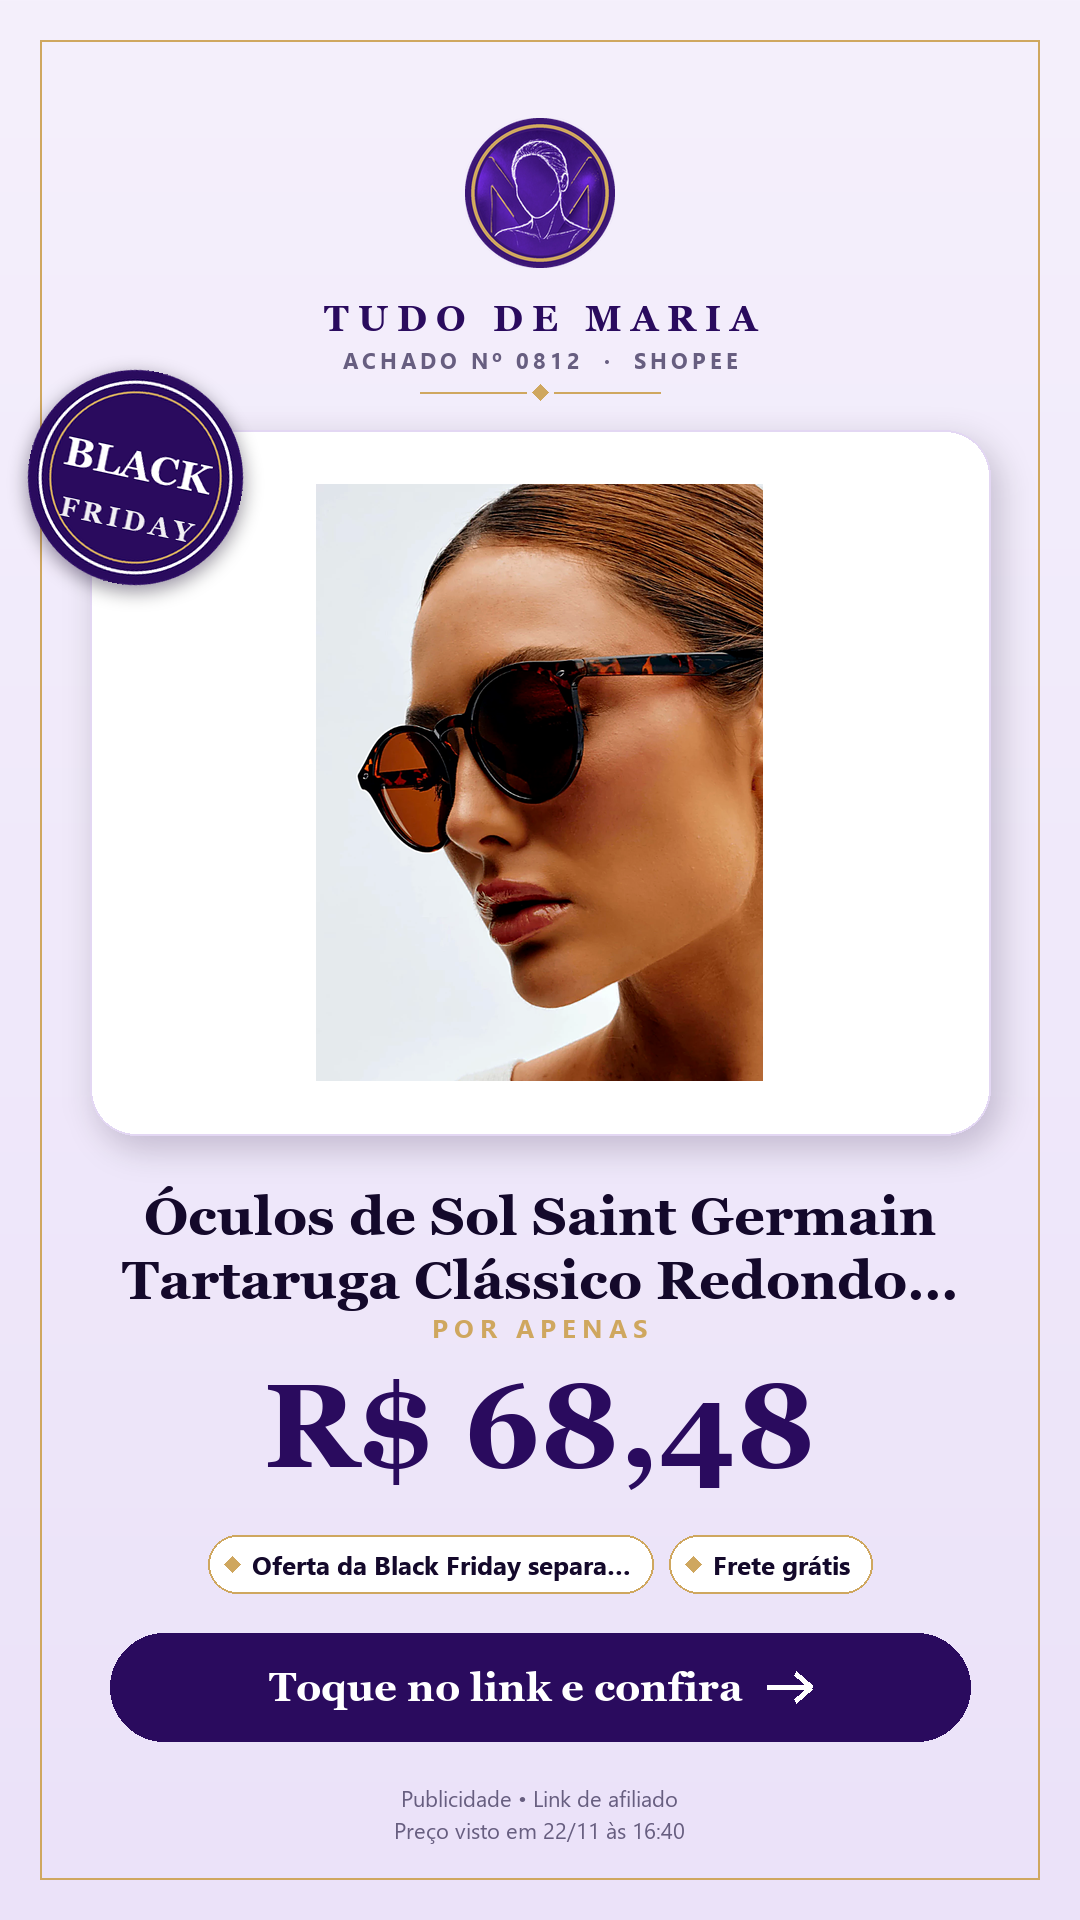 TUDO DE MARIA
ACHADO Nº 0812 · SHOPEE
BLACK
FRIDAY
Óculos de Sol Saint Germain
Tartaruga Clássico Redondo...
POR APENAS
R$ 68,48
Oferta da Black Friday separa...
Frete grátis
Toque no link e confira →
Publicidade • Link de afiliado
Preço visto em 22/11 às 16:40